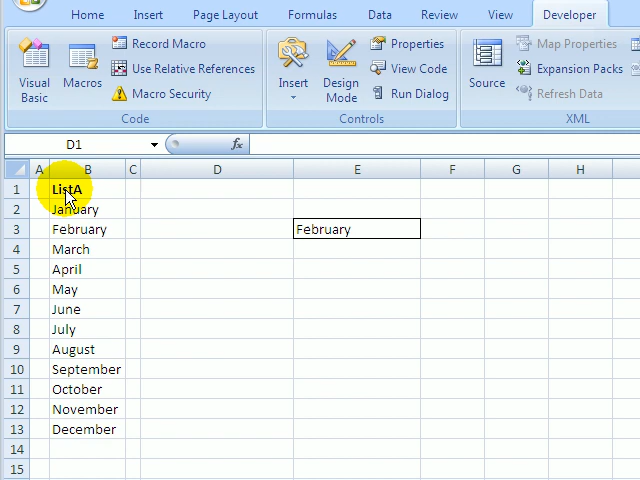 Home Insert Page Layout Formulas Data Review View Developer
Visual Basic
Macros
Record Macro
Use Relative References
Macro Security
Code
Insert
Design Mode
Properties
View Code
Run Dialog
Controls
Source
Map Properties
Expansion Packs
Refresh Data
XML
D1 fx
A B C D E F G H
1 ListA
2 January
3 February February
4 March
5 April
6 May
7 June
8 July
9 August
10 September
11 October
12 November
13 December
14
15